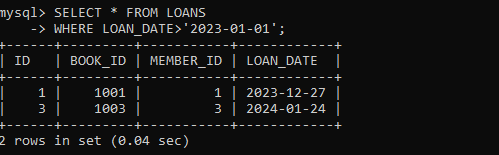 mysql> SELECT * FROM LOANS
    -> WHERE LOAN_DATE>'2023-01-01';
+------+---------+-----------+------------+
| ID   | BOOK_ID | MEMBER_ID | LOAN_DATE  |
+------+---------+-----------+------------+
|    1 |    1001 |         1 | 2023-12-27 |
|    3 |    1003 |         3 | 2024-01-24 |
+------+---------+-----------+------------+
2 rows in set (0.04 sec)